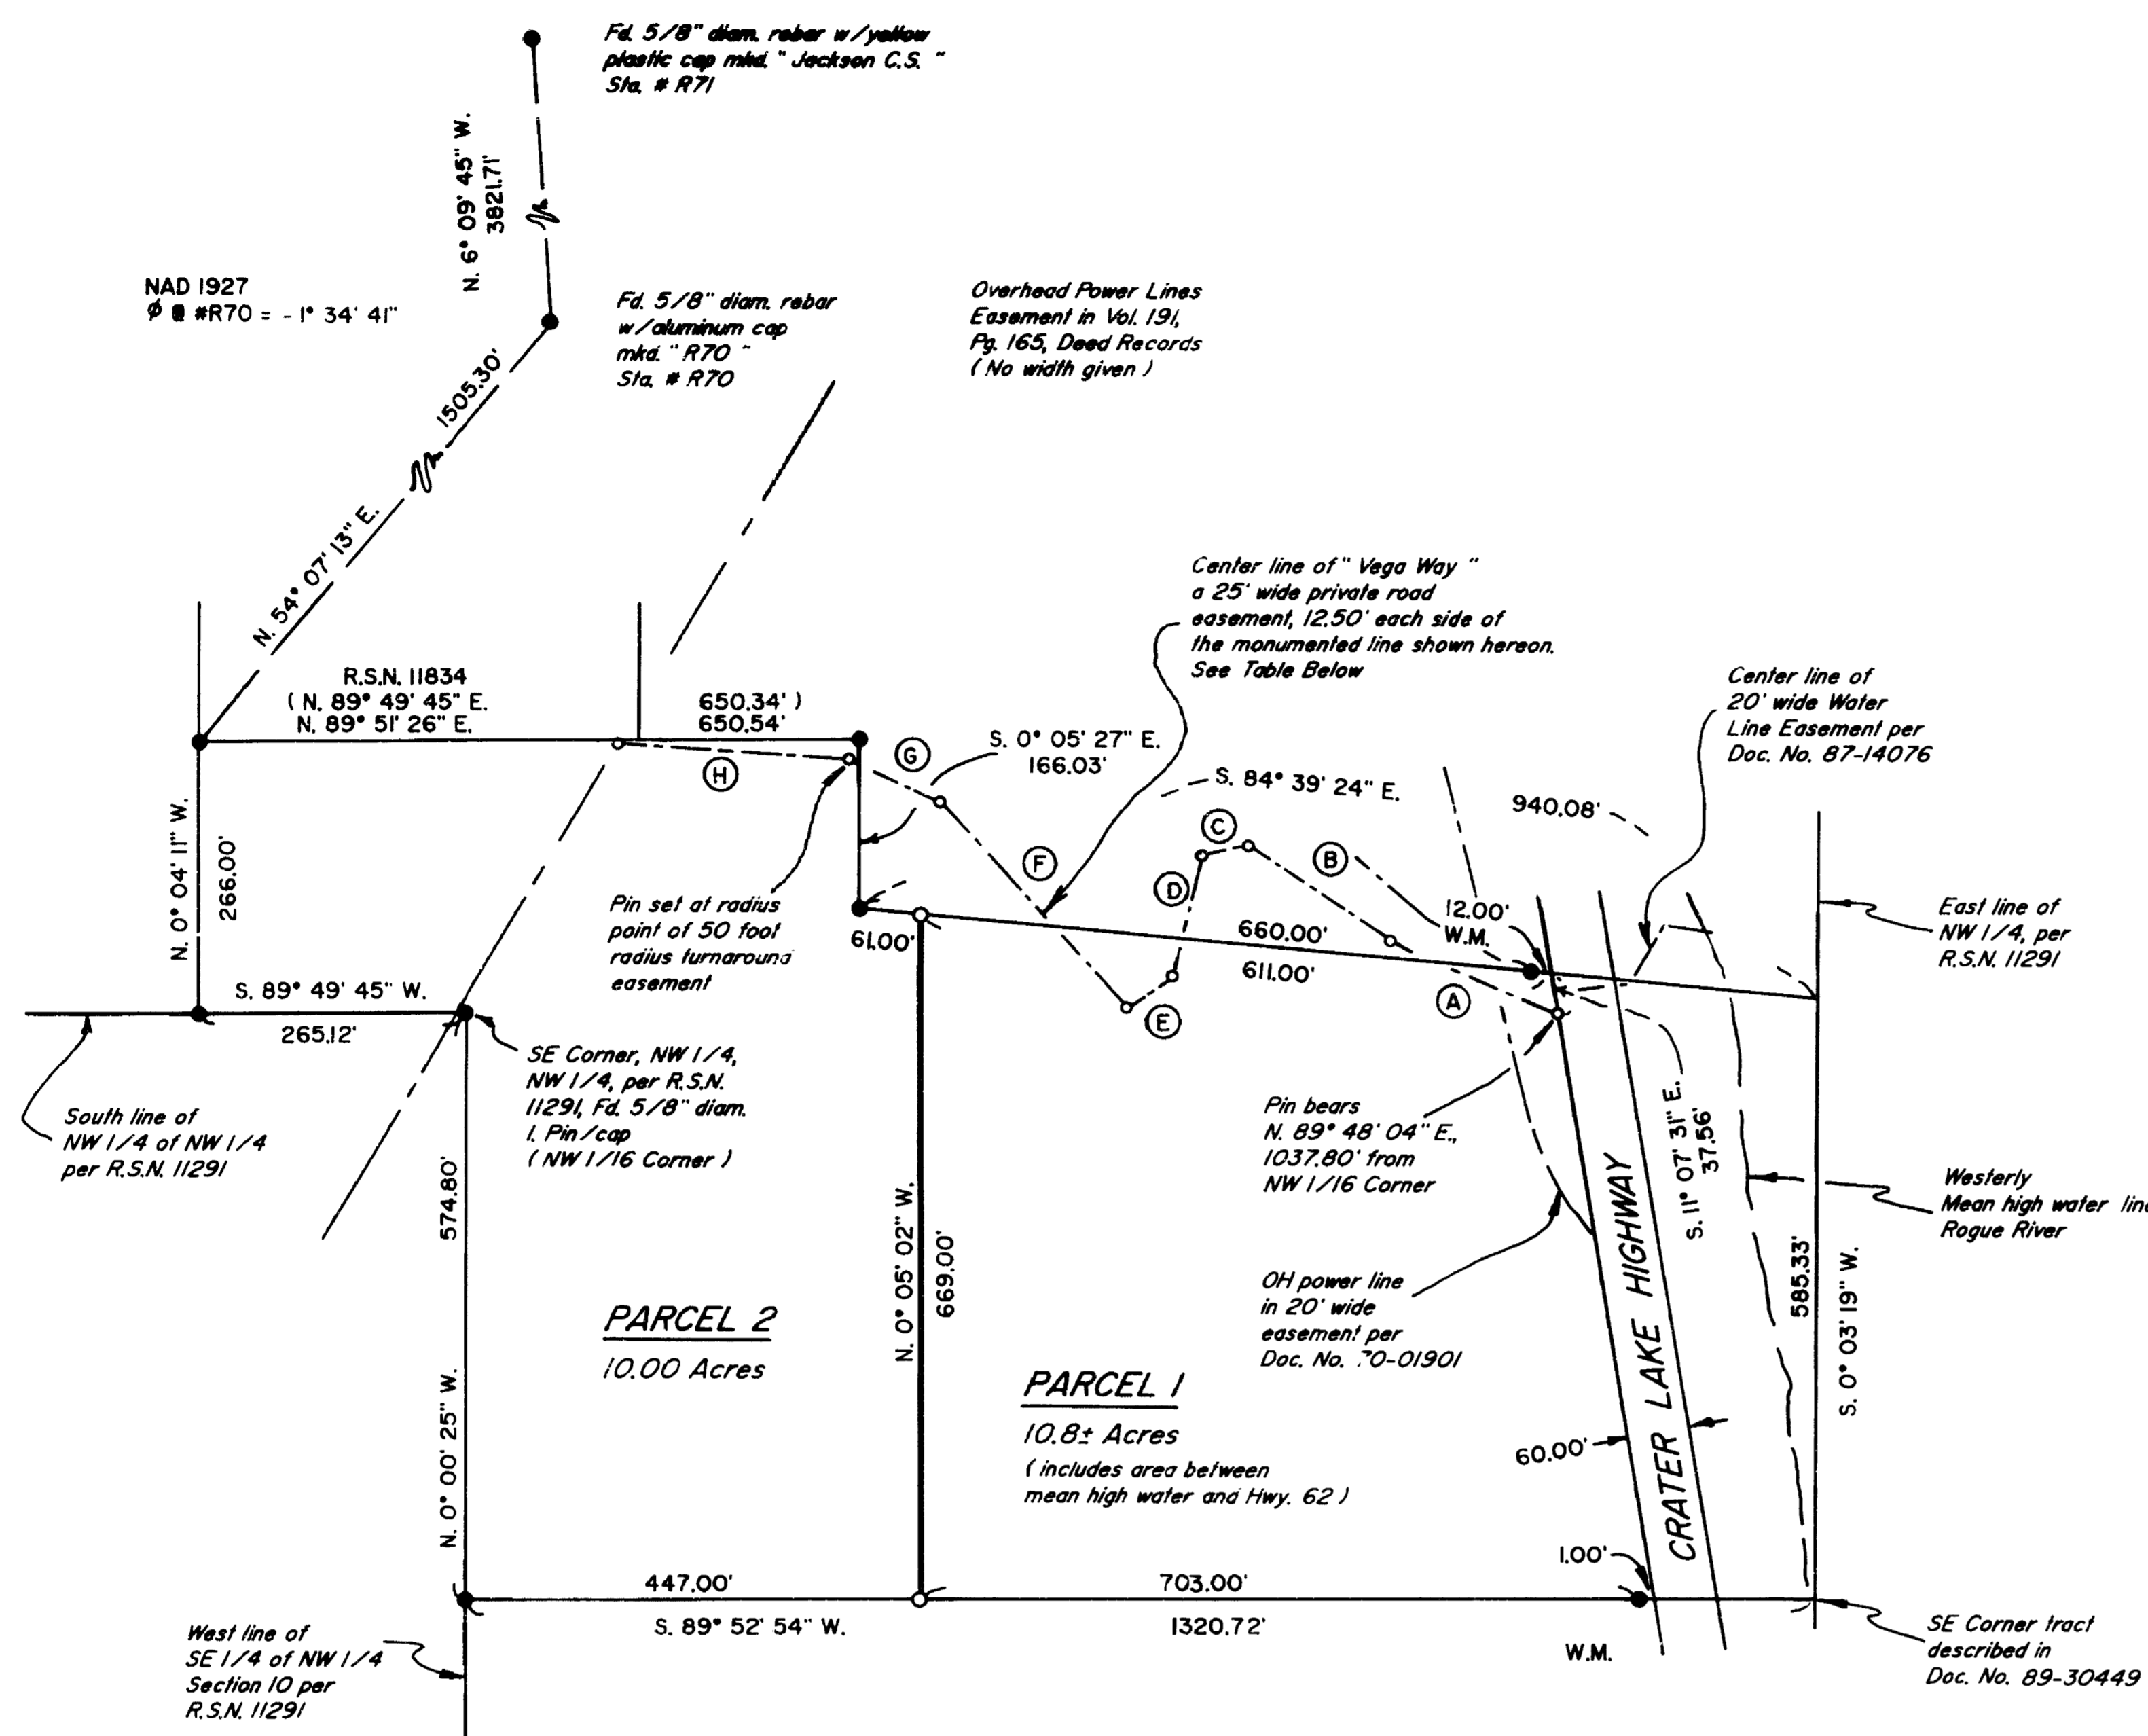 Fd. 5/8" diam. rebar w/yellow
plastic cap mkd. " Jackson C.S. "
Sta. # R71
N. 6° 09' 45" W.
3821.71'
NAD 1927
#R70 = - 1° 34' 41"
Fd. 5/8" diam. rebar
w/aluminum cap
mkd. " R70 "
Sta. # R70
Overhead Power Lines
Easement in Vol. 191,
Pg. 165, Deed Records
( No width given )
1505.30'
N. 54° 07' 13" E.
Center line of " Vega Way "
a 25' wide private road
easement, 12.50' each side of
the monumented line shown hereon.
See Table Below
Center line of
20' wide Water
Line Easement per
Doc. No. 87-14076
R.S.N. 11834
( N. 89° 49' 45" E. 650.34' )
N. 89° 51' 26" E. 650.54'
H
G
S. 0° 05' 27" E.
166.03'
S. 84° 39' 24" E.
940.08'
F
C
B
D
E
A
N. 0° 04' 11" W.
266.00'
Pin set at radius
point of 50 foot
radius turnaround
easement
61.00'
660.00'
611.00'
12.00'
W.M.
East line of
NW 1/4, per
R.S.N. 11291
S. 89° 49' 45" W.
265.12'
SE Corner, NW 1/4,
NW 1/4, per R.S.N.
11291, Fd. 5/8" diam.
I. Pin/cap
( NW 1/16 Corner )
South line of
NW 1/4 of NW 1/4
per R.S.N. 11291
Pin bears
N. 89° 48' 04" E.,
1037.80' from
NW 1/16 Corner
S. 11° 07' 31" E.
37.56'
Westerly
Mean high water line
Rogue River
574.80'
N. 0° 00' 25" W.
N. 0° 05' 02" W.
669.00'
OH power line
in 20' wide
easement per
Doc. No. 70-01901
CRATER LAKE HIGHWAY
585.33'
S. 0° 03' 19" W.
PARCEL 2
10.00 Acres
PARCEL 1
10.8± Acres
( includes area between
mean high water and Hwy. 62 )
60.00'
1.00'
447.00'
703.00'
S. 89° 52' 54" W.
1320.72'
W.M.
West line of
SE 1/4 of NW 1/4
Section 10 per
R.S.N. 11291
SE Corner tract
described in
Doc. No. 89-30449